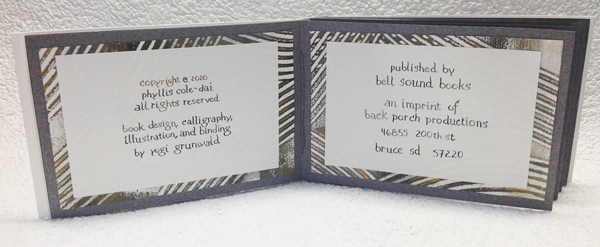 copyright © 2020
phyllis cole-dai
all rights reserved
book design, calligraphy,
illustration, and binding
by yogi grunwald
published by
bell sound books
an imprint of
back porch productions
46855 200th st
bruce sd 57220